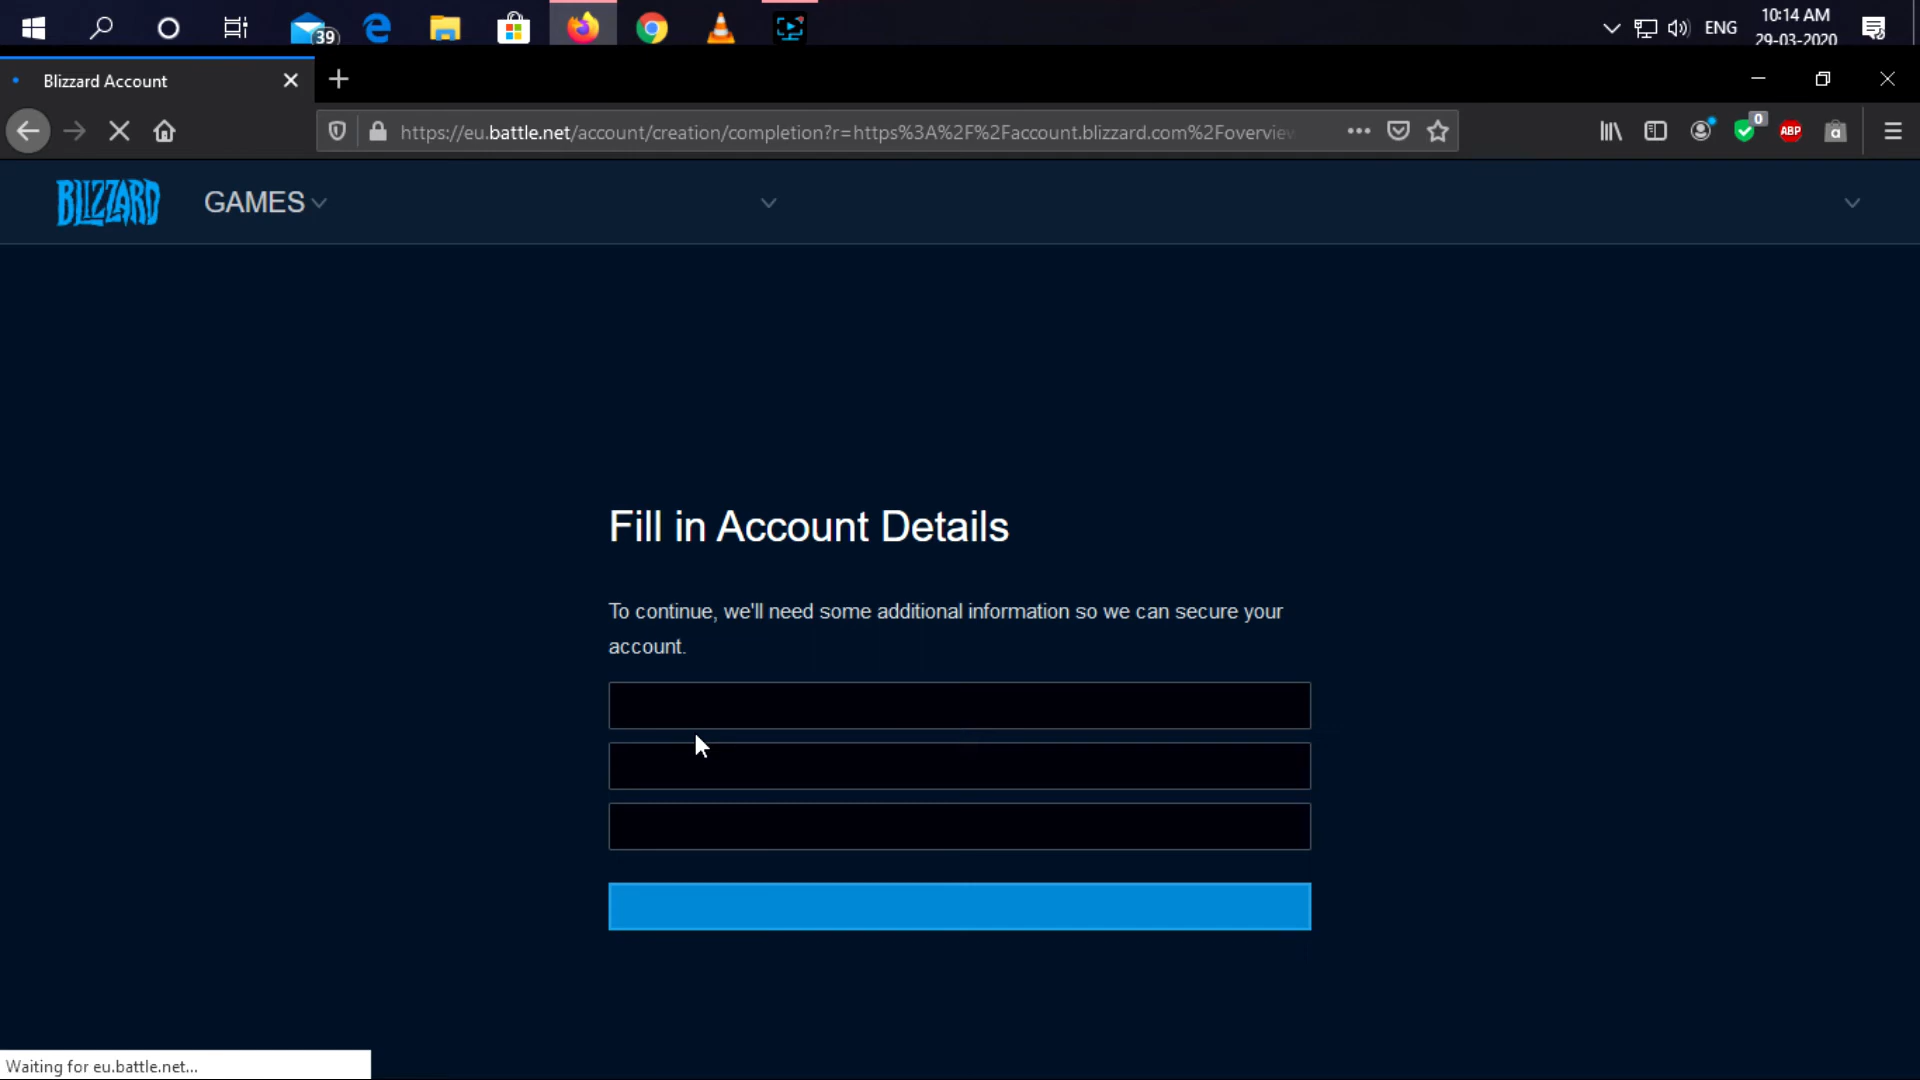 39
ENG
10:14 AM
29-03-2020
Blizzard Account
https://eu.battle.net/account/creation/completion?r=https%3A%2F%2Faccount.blizzard.com%2Foverview
0
ABP
a
BLIZZARD
GAMES
Fill in Account Details
To continue, we'll need some additional information so we can secure your
account.
Waiting for eu.battle.net...